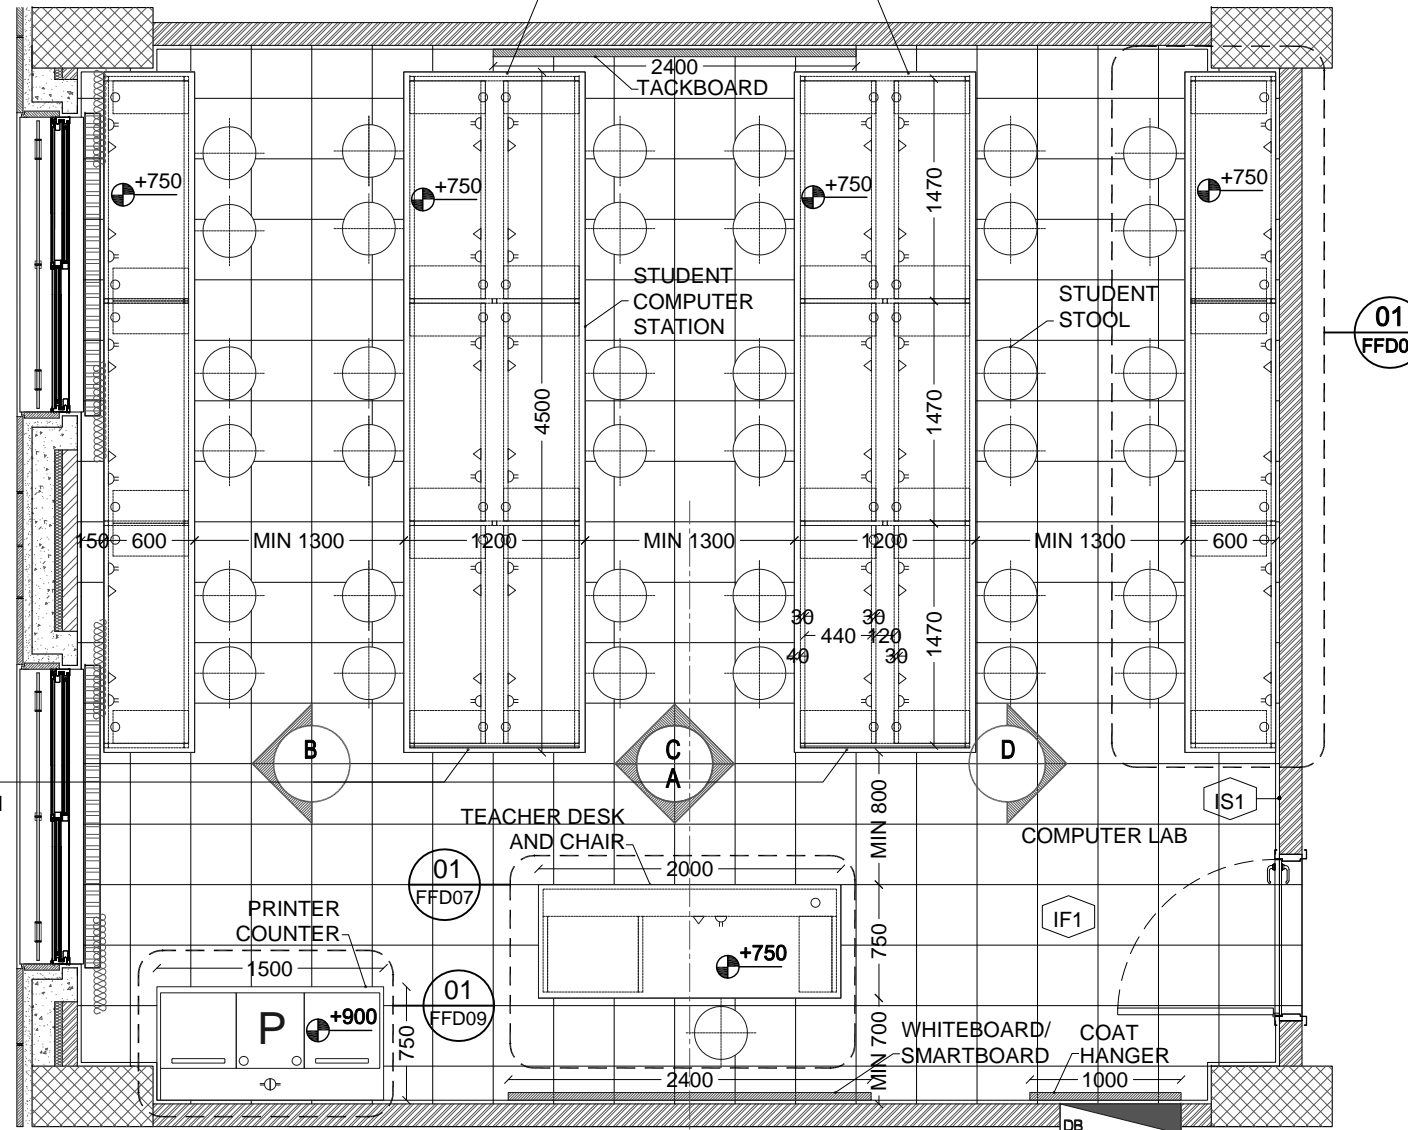 2400
TACKBOARD
+750
+750
+750
+750
1470
STUDENT
COMPUTER
STATION
STUDENT
STOOL
01
4500
1470
150
600
MIN 1300
1200
MIN 1300
1200
MIN 1300
600
30
30
440
120
40
30
1470
B
C
A
D
MIN 800
IS1
TEACHER DESK
AND CHAIR
COMPUTER LAB
2000
01
FFD07
PRINTER
COUNTER
IF1
750
+750
1500
01
FFD09
P
+900
750
MIN 700
WHITEBOARD/
SMARTBOARD
COAT
HANGER
2400
1000
DB